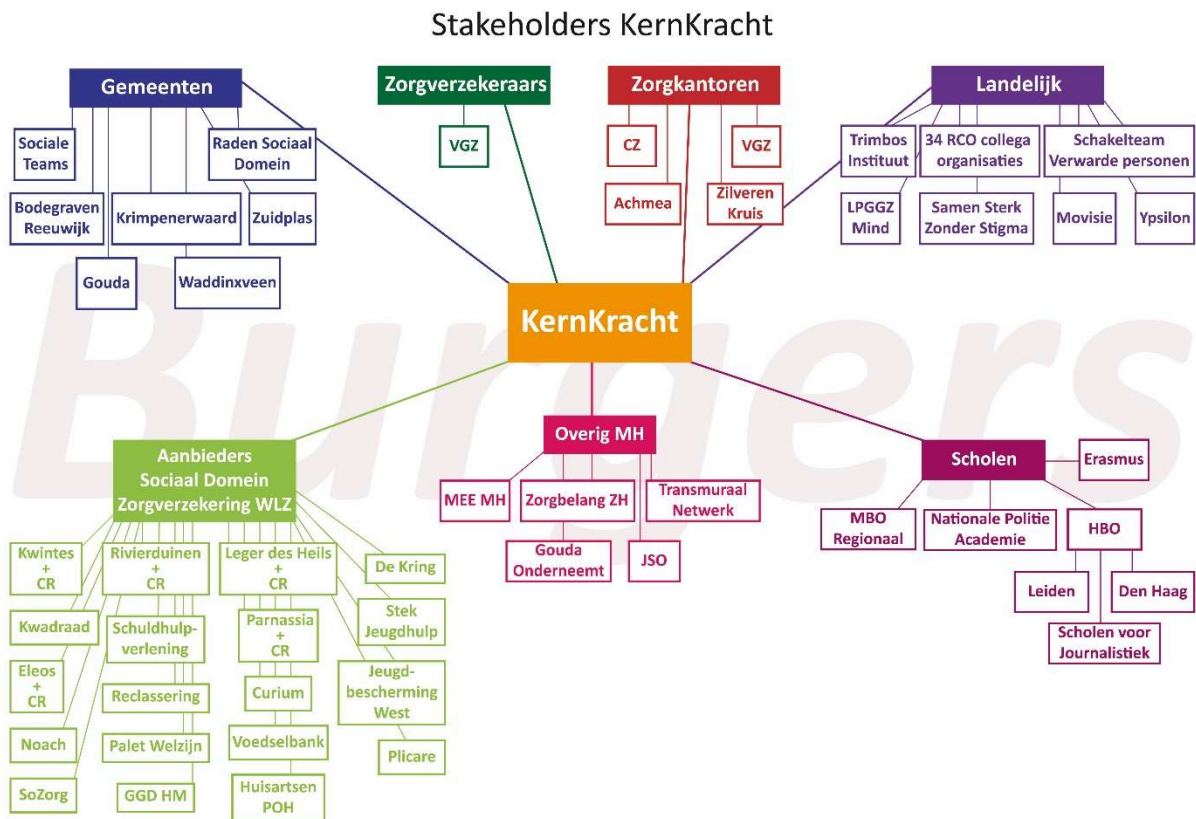 Stakeholders KernKracht
Gemeenten
Zorgverzekeraars
Zorgkantoren
Landelijk
Sociale
Teams
Raden Sociaal
Domein
Bodegraven
Reeuwijk
Krimpenerwaard
Zuidplas
Gouda
Waddinxveen
VGZ
CZ
VGZ
Achmea
Zilveren
Kruis
Trimbos
Instituut
34 RCO collega
organisaties
Schakelteam
Verwarde personen
LPGGZ
Mind
Samen Sterk
Zonder Stigma
Movisie
Ypsilon
KernKracht
Burgers
Aanbieders
Sociaal Domein
Zorgverzekering WLZ
Kwintes
+
CR
Rivierduinen
+
CR
Leger des Heils
+
CR
De Kring
Kwadraad
Schuldhulp-
verlening
Parnassia
+
CR
Stek
Jeugdhulp
Eleos
+
CR
Reclassering
Curium
Jeugd-
bescherming
West
Noach
Palet Welzijn
Voedselbank
Plicare
SoZorg
GGD HM
Huisartsen
POH
Overig MH
MEE MH
Zorgbelang ZH
Transmuraal
Netwerk
Gouda
Onderneemt
JSO
Scholen
Erasmus
MBO
Regionaal
Nationale Politie
Academie
HBO
Leiden
Den Haag
Scholen voor
Journalistiek